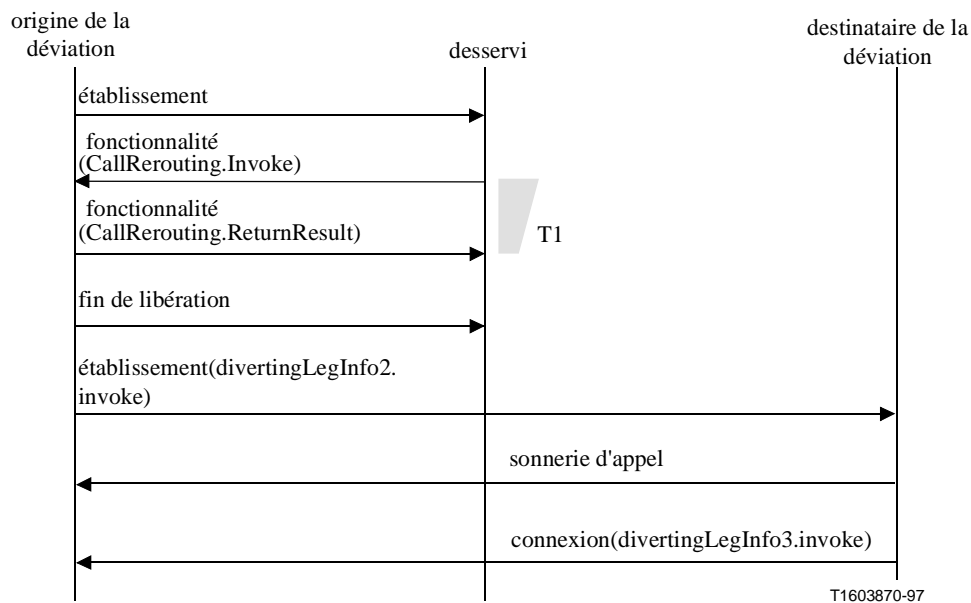 origine de la
déviation
desservi
destinataire de la
déviation
établissement
fonctionnalité
(CallRerouting.Invoke)
fonctionnalité
(CallRerouting.ReturnResult)
T1
fin de libération
établissement(divertingLegInfo2.
invoke)
sonnerie d'appel
connexion(divertingLegInfo3.invoke)
T1603870-97